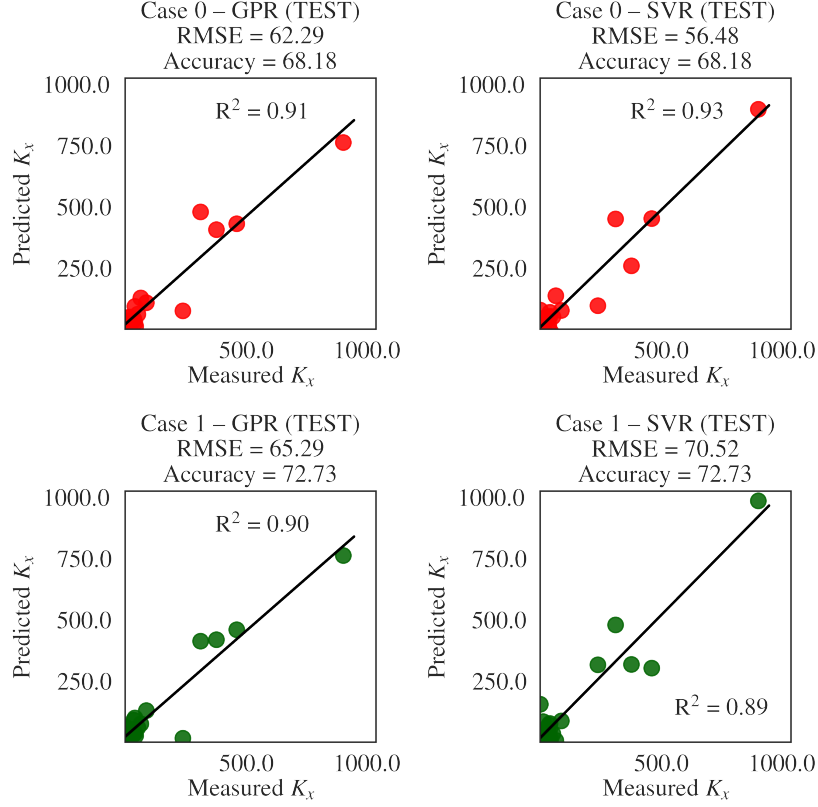 Case 0 – GPR (TEST)
RMSE = 62.29
Accuracy = 68.18
1000.0
750.0
500.0
250.0
Predicted Kₓ
R² = 0.91
500.0
1000.0
Measured Kₓ
Case 0 – SVR (TEST)
RMSE = 56.48
Accuracy = 68.18
1000.0
750.0
500.0
250.0
Predicted Kₓ
R² = 0.93
500.0
1000.0
Measured Kₓ
Case 1 – GPR (TEST)
RMSE = 65.29
Accuracy = 72.73
1000.0
750.0
500.0
250.0
Predicted Kₓ
R² = 0.90
500.0
1000.0
Measured Kₓ
Case 1 – SVR (TEST)
RMSE = 70.52
Accuracy = 72.73
1000.0
750.0
500.0
250.0
Predicted Kₓ
R² = 0.89
500.0
1000.0
Measured Kₓ